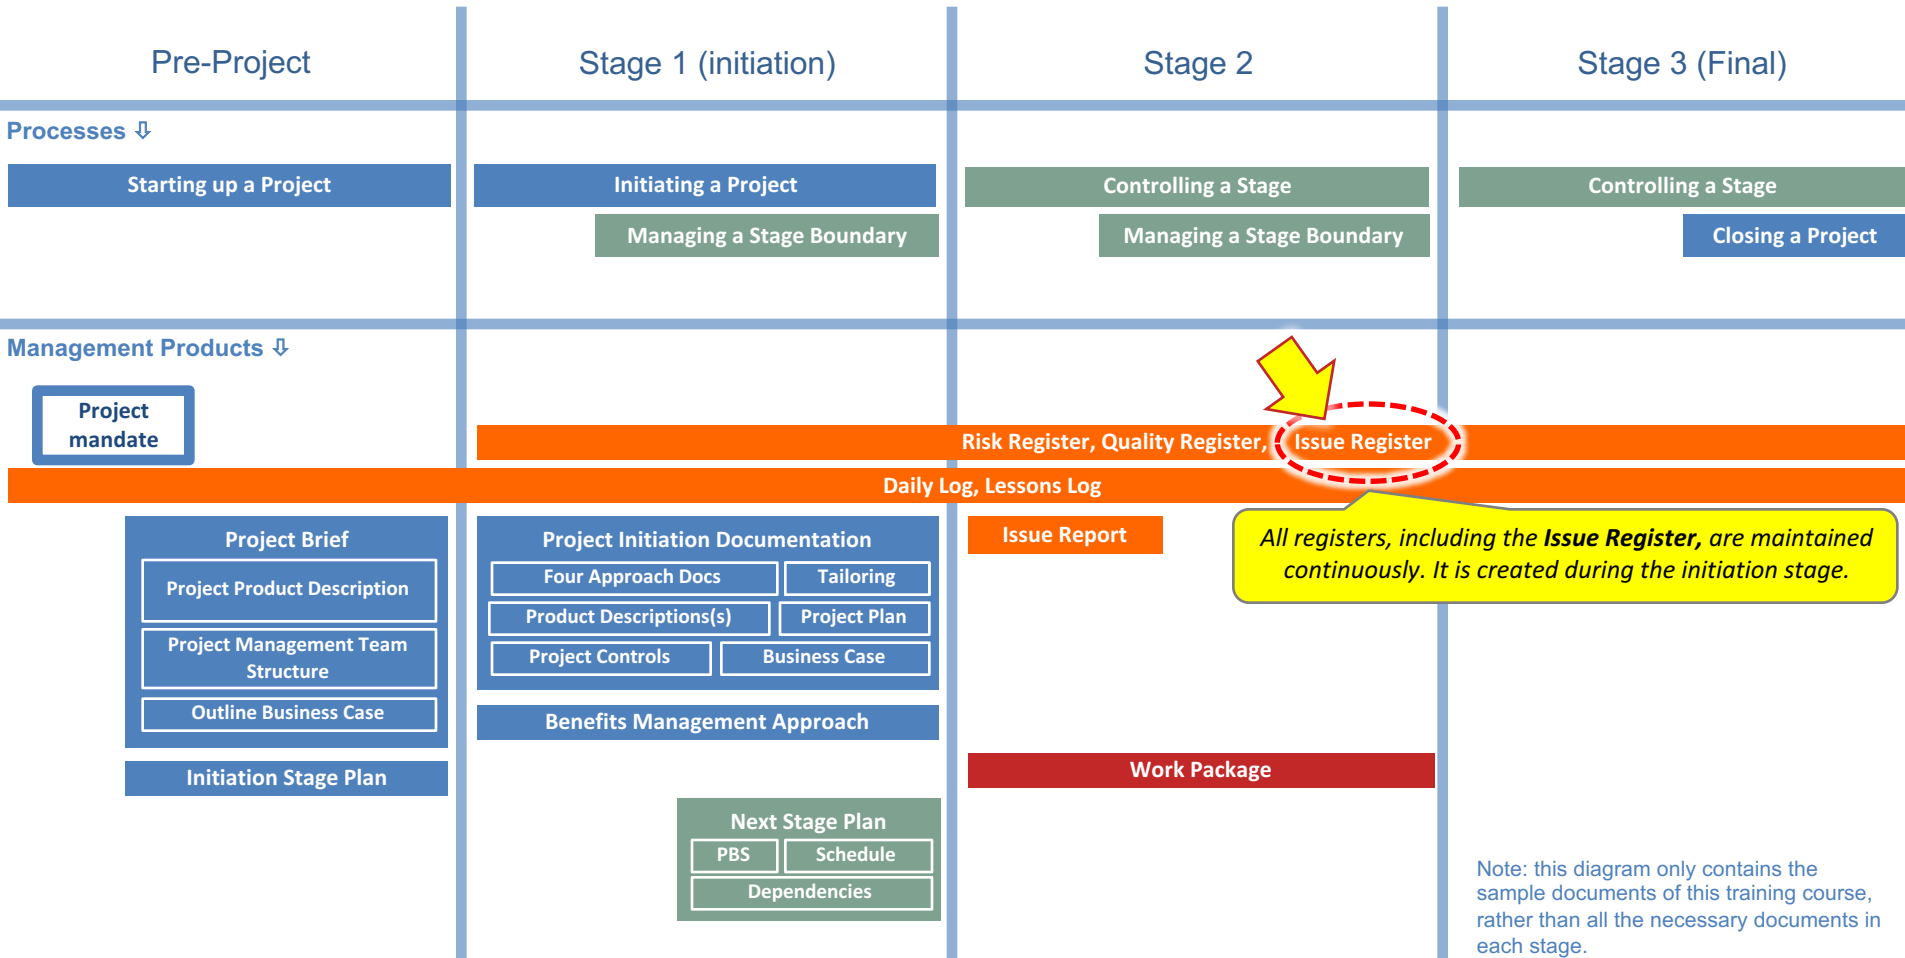 Pre-Project
Stage 1 (initiation)
Stage 2
Stage 3 (Final)
Processes ⇩
Starting up a Project
Initiating a Project
Controlling a Stage
Controlling a Stage
Managing a Stage Boundary
Managing a Stage Boundary
Closing a Project
Management Products ⇩
Project
mandate
Risk Register, Quality Register, Issue Register
Daily Log, Lessons Log
Project Brief
Project Product Description
Project Management Team
Structure
Outline Business Case
Initiation Stage Plan
Project Initiation Documentation
Four Approach Docs
Tailoring
Product Descriptions(s)
Project Plan
Project Controls
Business Case
Benefits Management Approach
Next Stage Plan
PBS
Schedule
Dependencies
Issue Report
All registers, including the Issue Register, are maintained
continuously. It is created during the initiation stage.
Work Package
Note: this diagram only contains the
sample documents of this training course,
rather than all the necessary documents in
each stage.